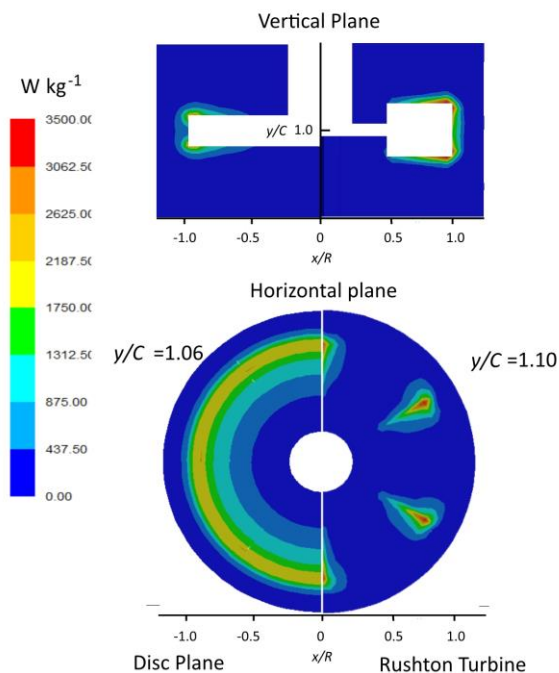 Vertical Plane
W kg-1
3500.00
3062.50
2625.00
2187.50
1750.00
1312.50
875.00
437.50
0.00
y/C 1.0
-1.0 -0.5 0 0.5 1.0
x/R
Horizontal plane
y/C =1.06
y/C =1.10
-1.0 -0.5 0 0.5 1.0
x/R
Disc Plane
Rushton Turbine